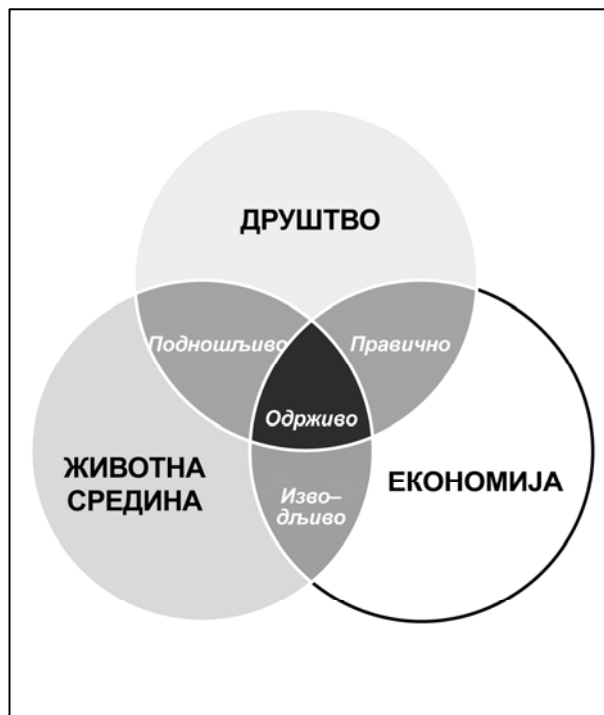 ДРУШТВО
Подношљиво
Правично
Одрживо
ЖИВОТНА
СРЕДИНА
ЕКОНОМИЈА
Изво–
дљиво